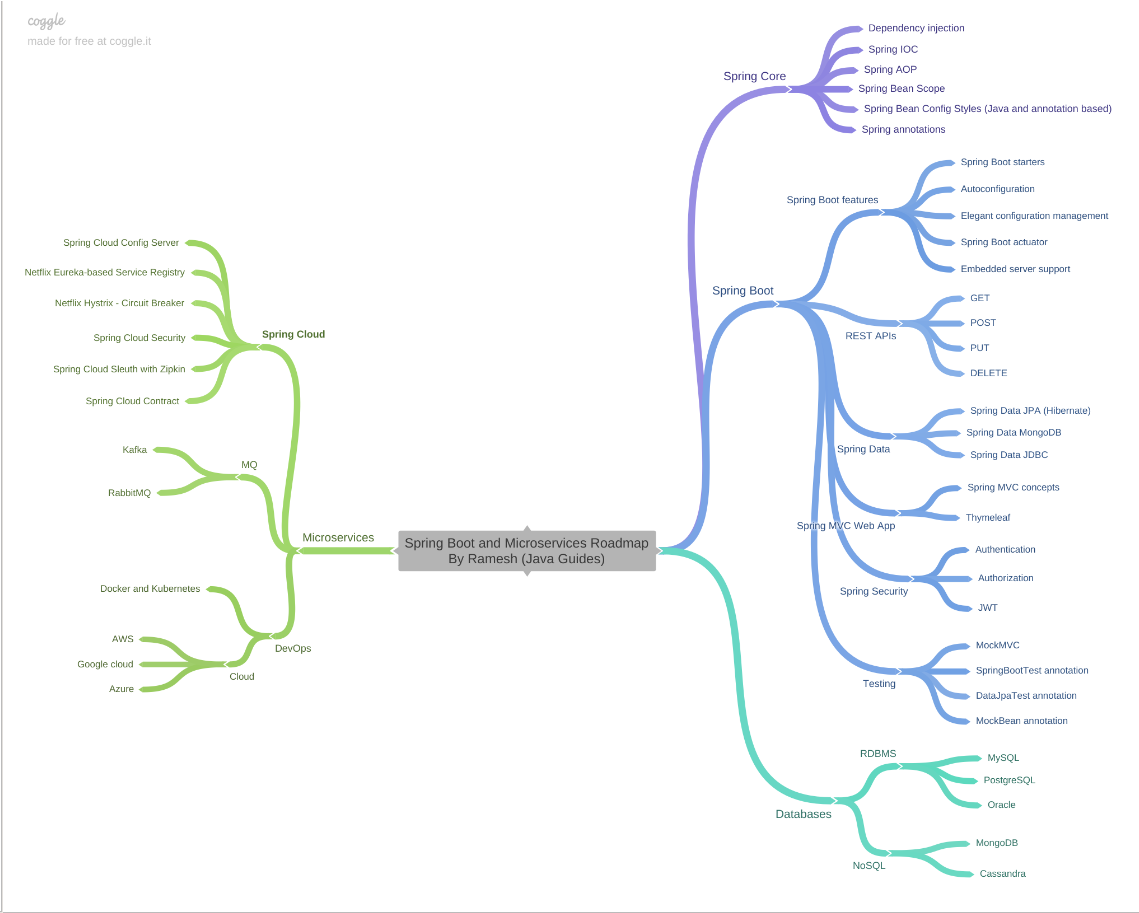 coggle
made for free at coggle.it
Spring Boot and Microservices Roadmap
By Ramesh (Java Guides)
Spring Core
Dependency injection
Spring IOC
Spring AOP
Spring Bean Scope
Spring Bean Config Styles (Java and annotation based)
Spring annotations
Spring Boot
Spring Boot features
Spring Boot starters
Autoconfiguration
Elegant configuration management
Spring Boot actuator
Embedded server support
REST APIs
GET
POST
PUT
DELETE
Spring Data
Spring Data JPA (Hibernate)
Spring Data MongoDB
Spring Data JDBC
Spring MVC Web App
Spring MVC concepts
Thymeleaf
Spring Security
Authentication
Authorization
JWT
Testing
MockMVC
SpringBootTest annotation
DataJpaTest annotation
MockBean annotation
Databases
RDBMS
MySQL
PostgreSQL
Oracle
NoSQL
MongoDB
Cassandra
Microservices
Spring Cloud
Spring Cloud Config Server
Netflix Eureka-based Service Registry
Netflix Hystrix - Circuit Breaker
Spring Cloud Security
Spring Cloud Sleuth with Zipkin
Spring Cloud Contract
MQ
Kafka
RabbitMQ
DevOps
Docker and Kubernetes
Cloud
AWS
Google cloud
Azure